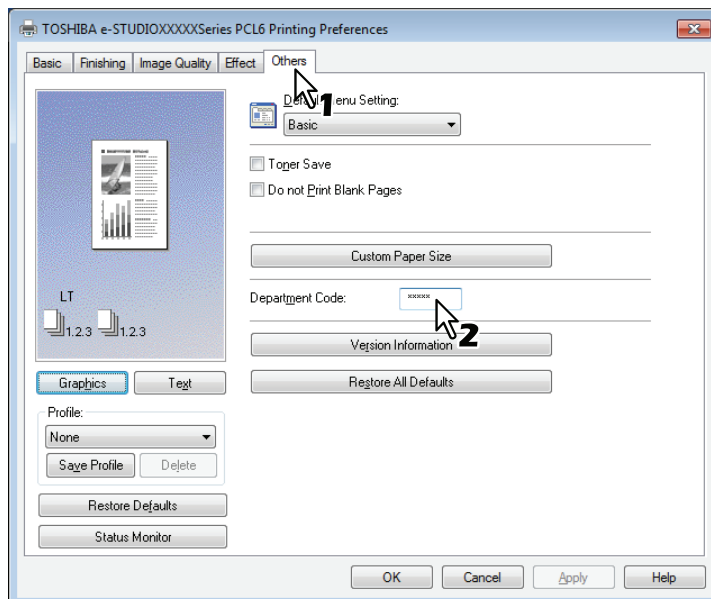 TOSHIBA e-STUDIOXXXXXSeries PCL6 Printing Preferences
Basic Finishing Image Quality Effect Others
1
Menu Setting:
Basic
Toner Save
Do not Print Blank Pages
Custom Paper Size
LT
1.2.3 1.2.3
Department Code: xxxxx
2
Version Information
Graphics Text
Restore All Defaults
Profile:
None
Save Profile Delete
Restore Defaults
Status Monitor
OK Cancel Apply Help